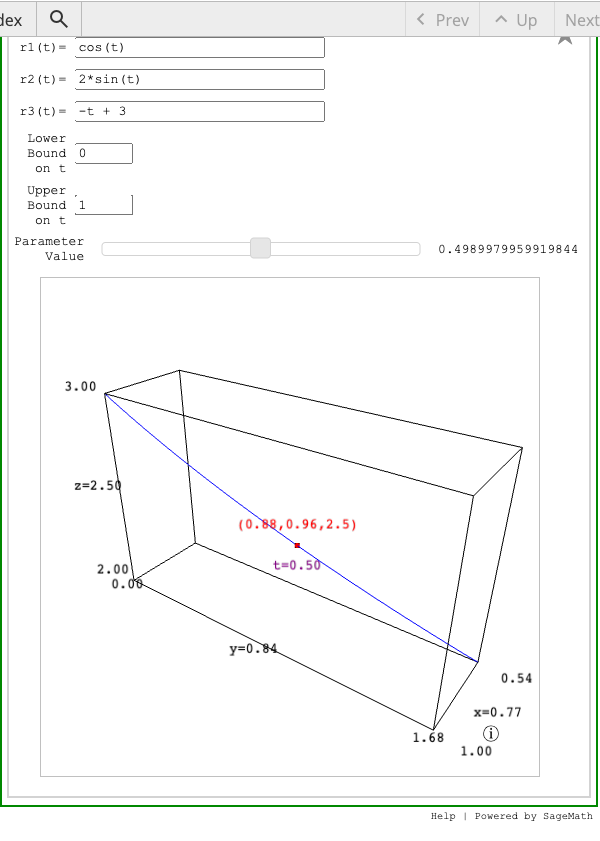 dex Prev Up Next
r1(t)= cos(t)
r2(t)= 2*sin(t)
r3(t)= -t + 3
Lower
Bound 0
on t
Upper
Bound 1
on t
Parameter
Value 0.4989979959919844
3.00
z=2.50
(0.88,0.96,2.5)
t=0.50
2.00
0.00
y=0.84
0.54
x=0.77
1.68
1.00
Help | Powered by SageMath